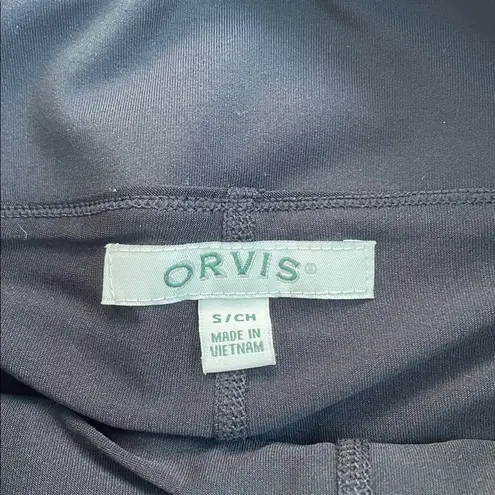 ORVIS®
S/CH
MADE IN
VIETNAM